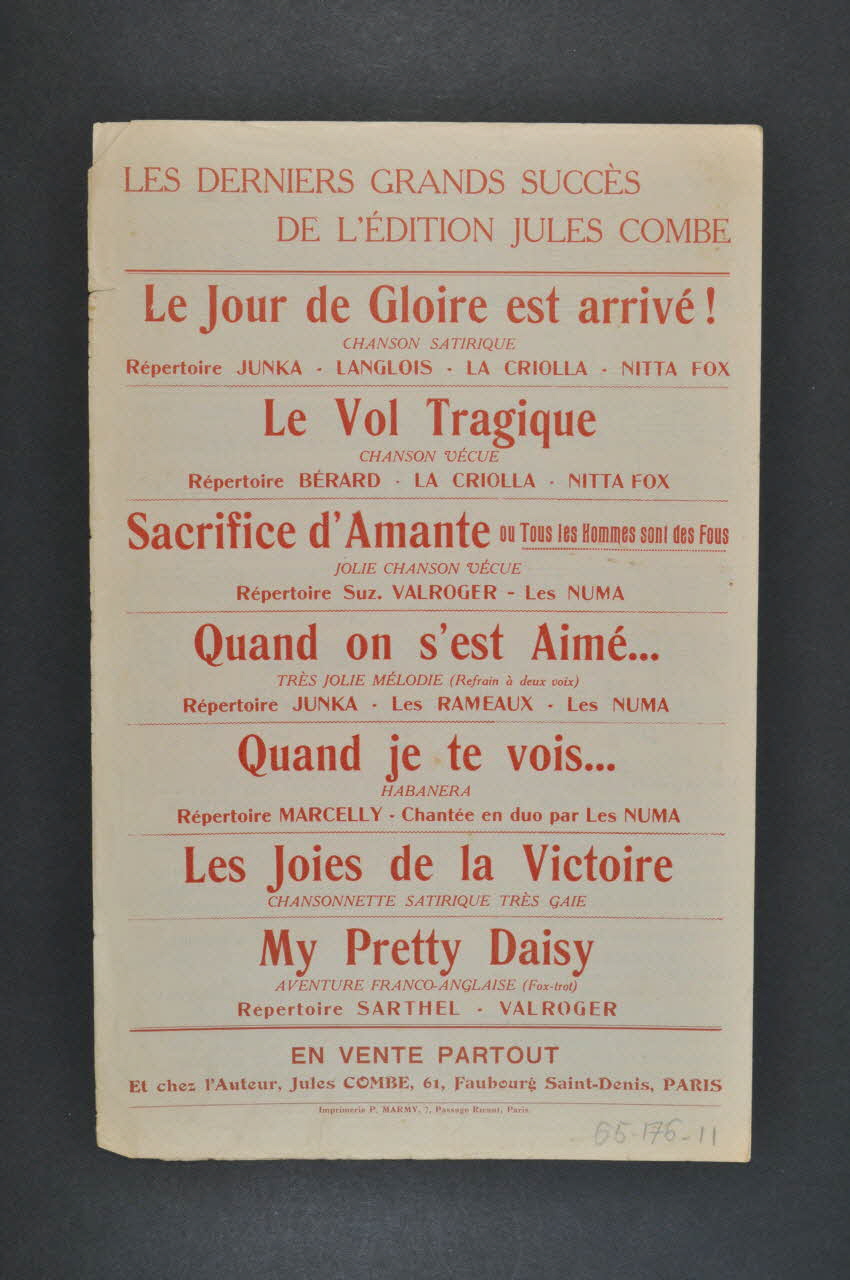 LES DERNIERS GRANDS SUCCÈS
DE L'ÉDITION JULES COMBE
Le Jour de Gloire est arrivé !
CHANSON SATIRIQUE
Répertoire JUNKA - LANGLOIS - LA CRIOLLA - NITTA FOX
Le Vol Tragique
CHANSON VÉCUE
Répertoire BÉRARD - LA CRIOLLA - NITTA FOX
Sacrifice d'Amante ou Tous les Hommes sont des Fous
JOLIE CHANSON VÉCUE
Répertoire Suz. VALROGER - Les NUMA
Quand on s'est Aimé...
TRÈS JOLIE MÉLODIE (Refrain à deux voix)
Répertoire JUNKA - Les RAMEAUX - Les NUMA
Quand je te vois...
HABANERA
Répertoire MARCELLY - Chantée en duo par Les NUMA
Les Joies de la Victoire
CHANSONNETTE SATIRIQUE TRÈS GAIE
My Pretty Daisy
AVENTURE FRANCO-ANGLAISE (Fox-trot)
Repertoire SARTHEL - VALROGER
EN VENTE PARTOUT
Et chez l'Auteur, Jules COMBE, 61, Faubourg Saint-Denis, PARIS
Imprimerie P. MARMY, 7, Passage Rieunt, Paris
65-176-11